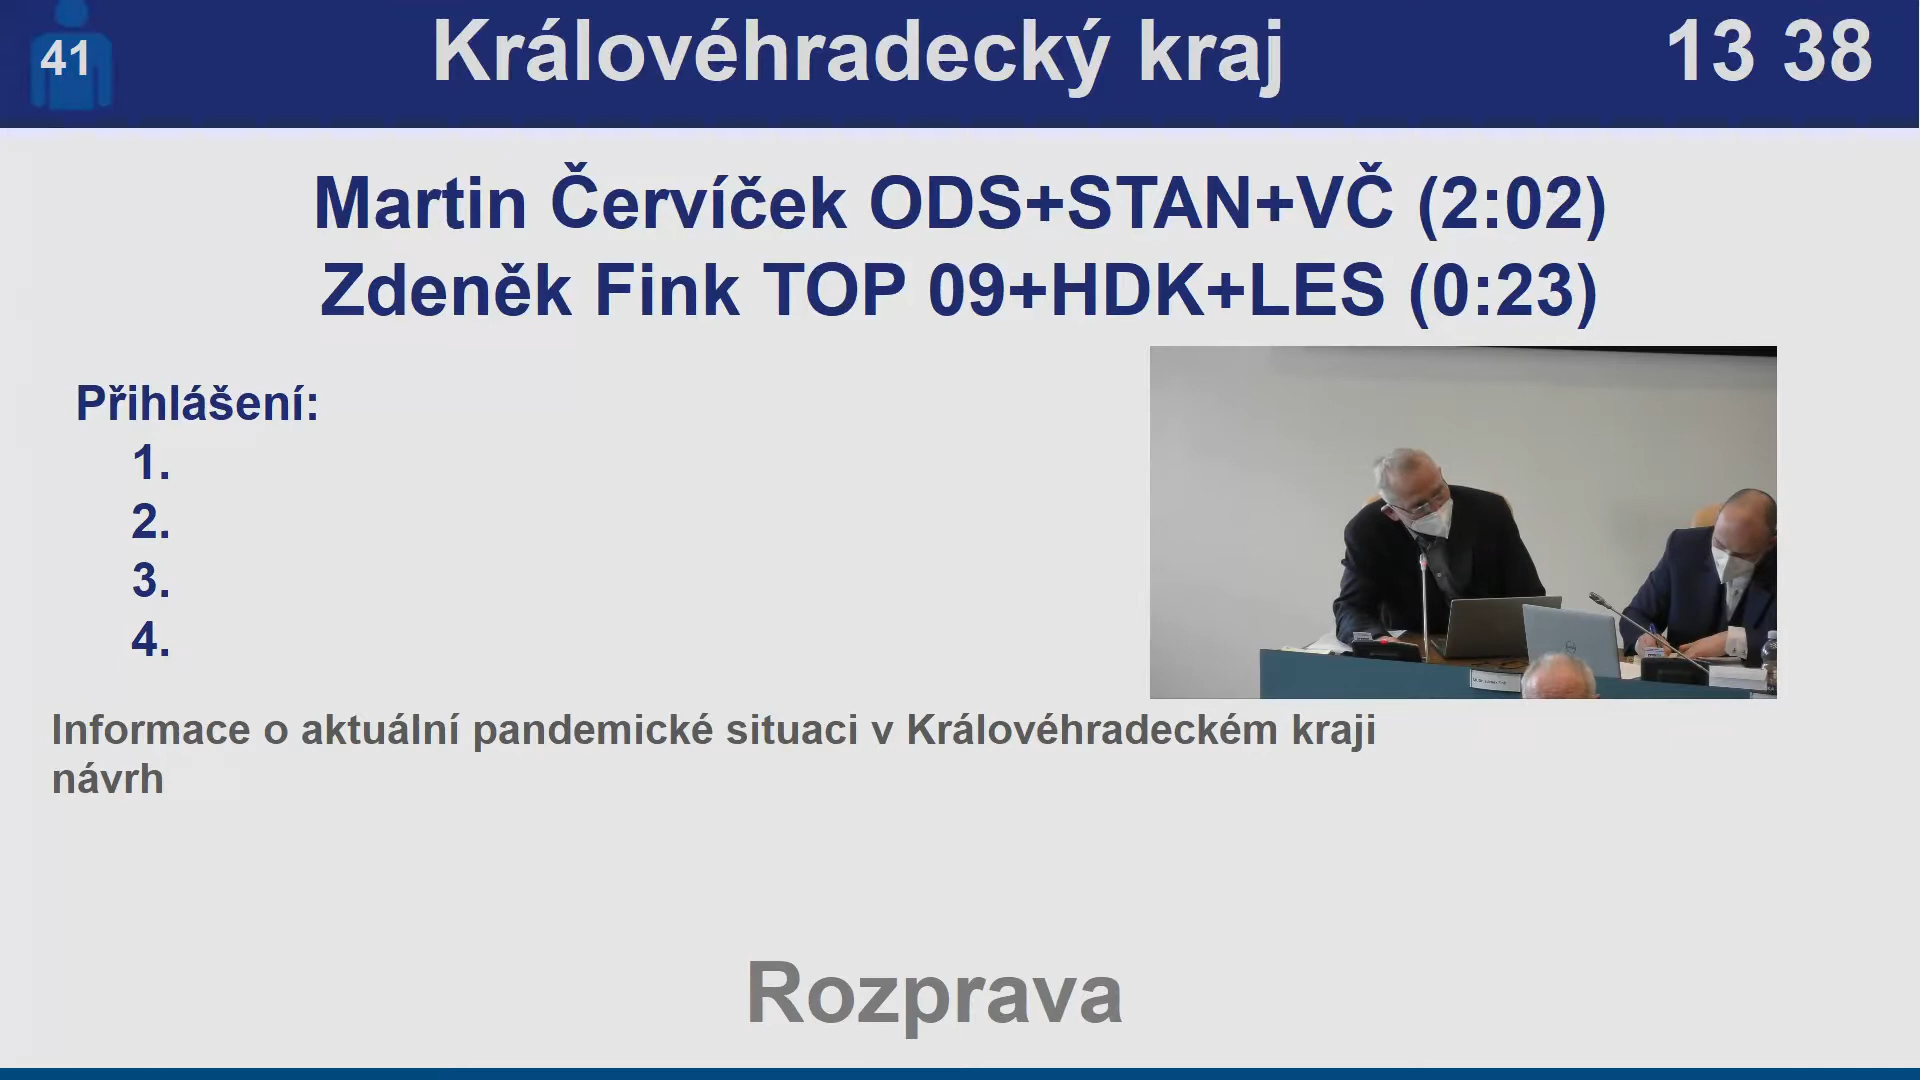 41
Královéhradecký kraj
13 38
Martin Červíček ODS+STAN+VČ (2:02)
Zdeněk Fink TOP 09+HDK+LES (0:23)
Přihlášení:
1.
2.
3.
4.
Informace o aktuální pandemické situaci v Královéhradeckém kraji
návrh
Rozprava